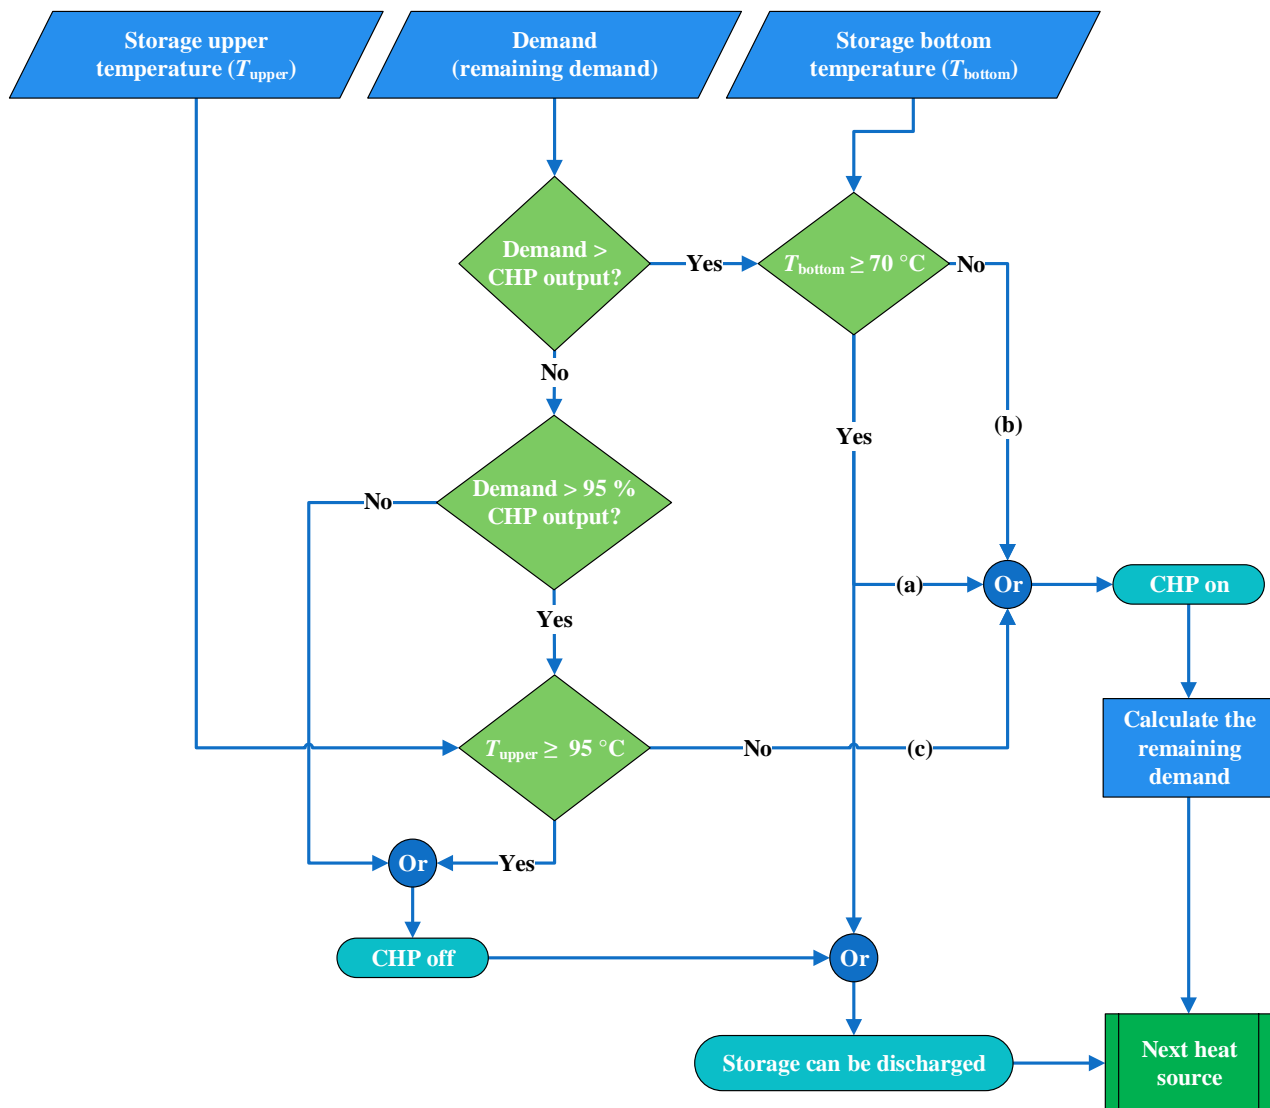 Storage upper
temperature (Tupper)
Demand
(remaining demand)
Storage bottom
temperature (Tbottom)
Demand >
CHP output?
Yes
Tbottom ≥ 70 °C
No
No
(b)
Yes
Demand > 95 %
CHP output?
No
(a)
Or
CHP on
Yes
Calculate the
remaining
demand
Tupper ≥ 95 °C
No
(c)
Or
Yes
CHP off
Or
Storage can be discharged
Next heat
source